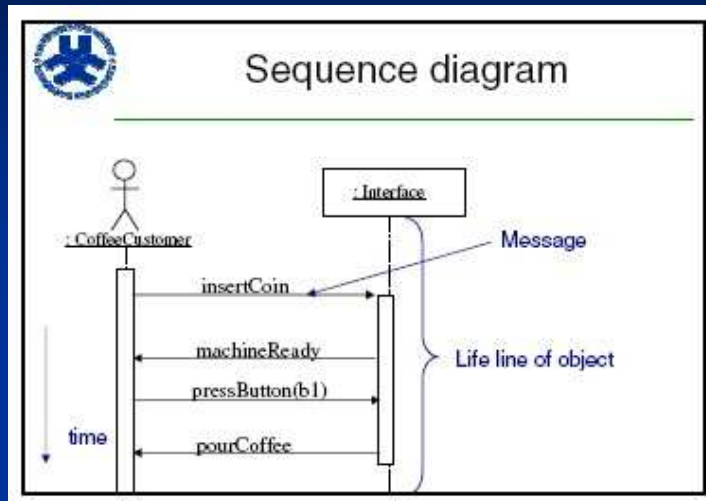 Sequence diagram
: CoffeeCustomer
: Interface
Message
insertCoin
machineReady
Life line of object
pressButton(b1)
time
pourCoffee